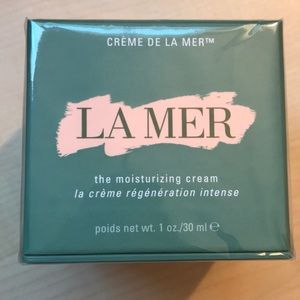 CRÈME DE LA MER™
LA MER
the moisturizing cream
la crème régénération intense
poids net wt. 1 oz./30 ml ℮